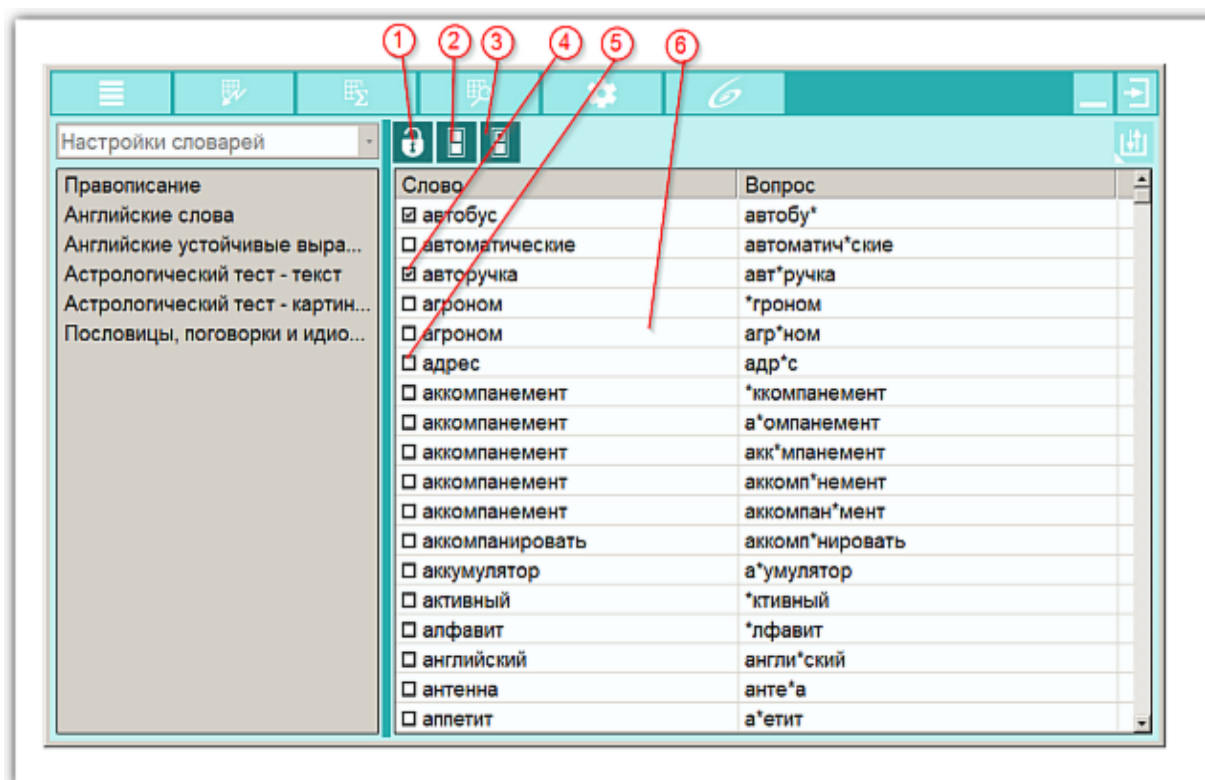 1 2 3 4 5 6
Настройки словарей
Правописание
Английские слова
Английские устойчивые выра...
Астрологический тест - текст
Астрологический тест - картин...
Пословицы, поговорки и идио...
Слово Вопрос
автобус автобу*
автоматические автоматич*ские
авторучка авт*ручка
агроном *гроном
агроном агр*ном
адрес адр*с
аккомпанемент *ккомпанемент
аккомпанемент а*омпанемент
аккомпанемент акк*мпанемент
аккомпанемент аккомп*немент
аккомпанемент аккомпан*мент
аккомпанировать аккомп*нировать
аккумулятор а*умулятор
активный *ктивный
алфавит *лфавит
английский англи*ский
антенна анте*а
аппетит а*етит